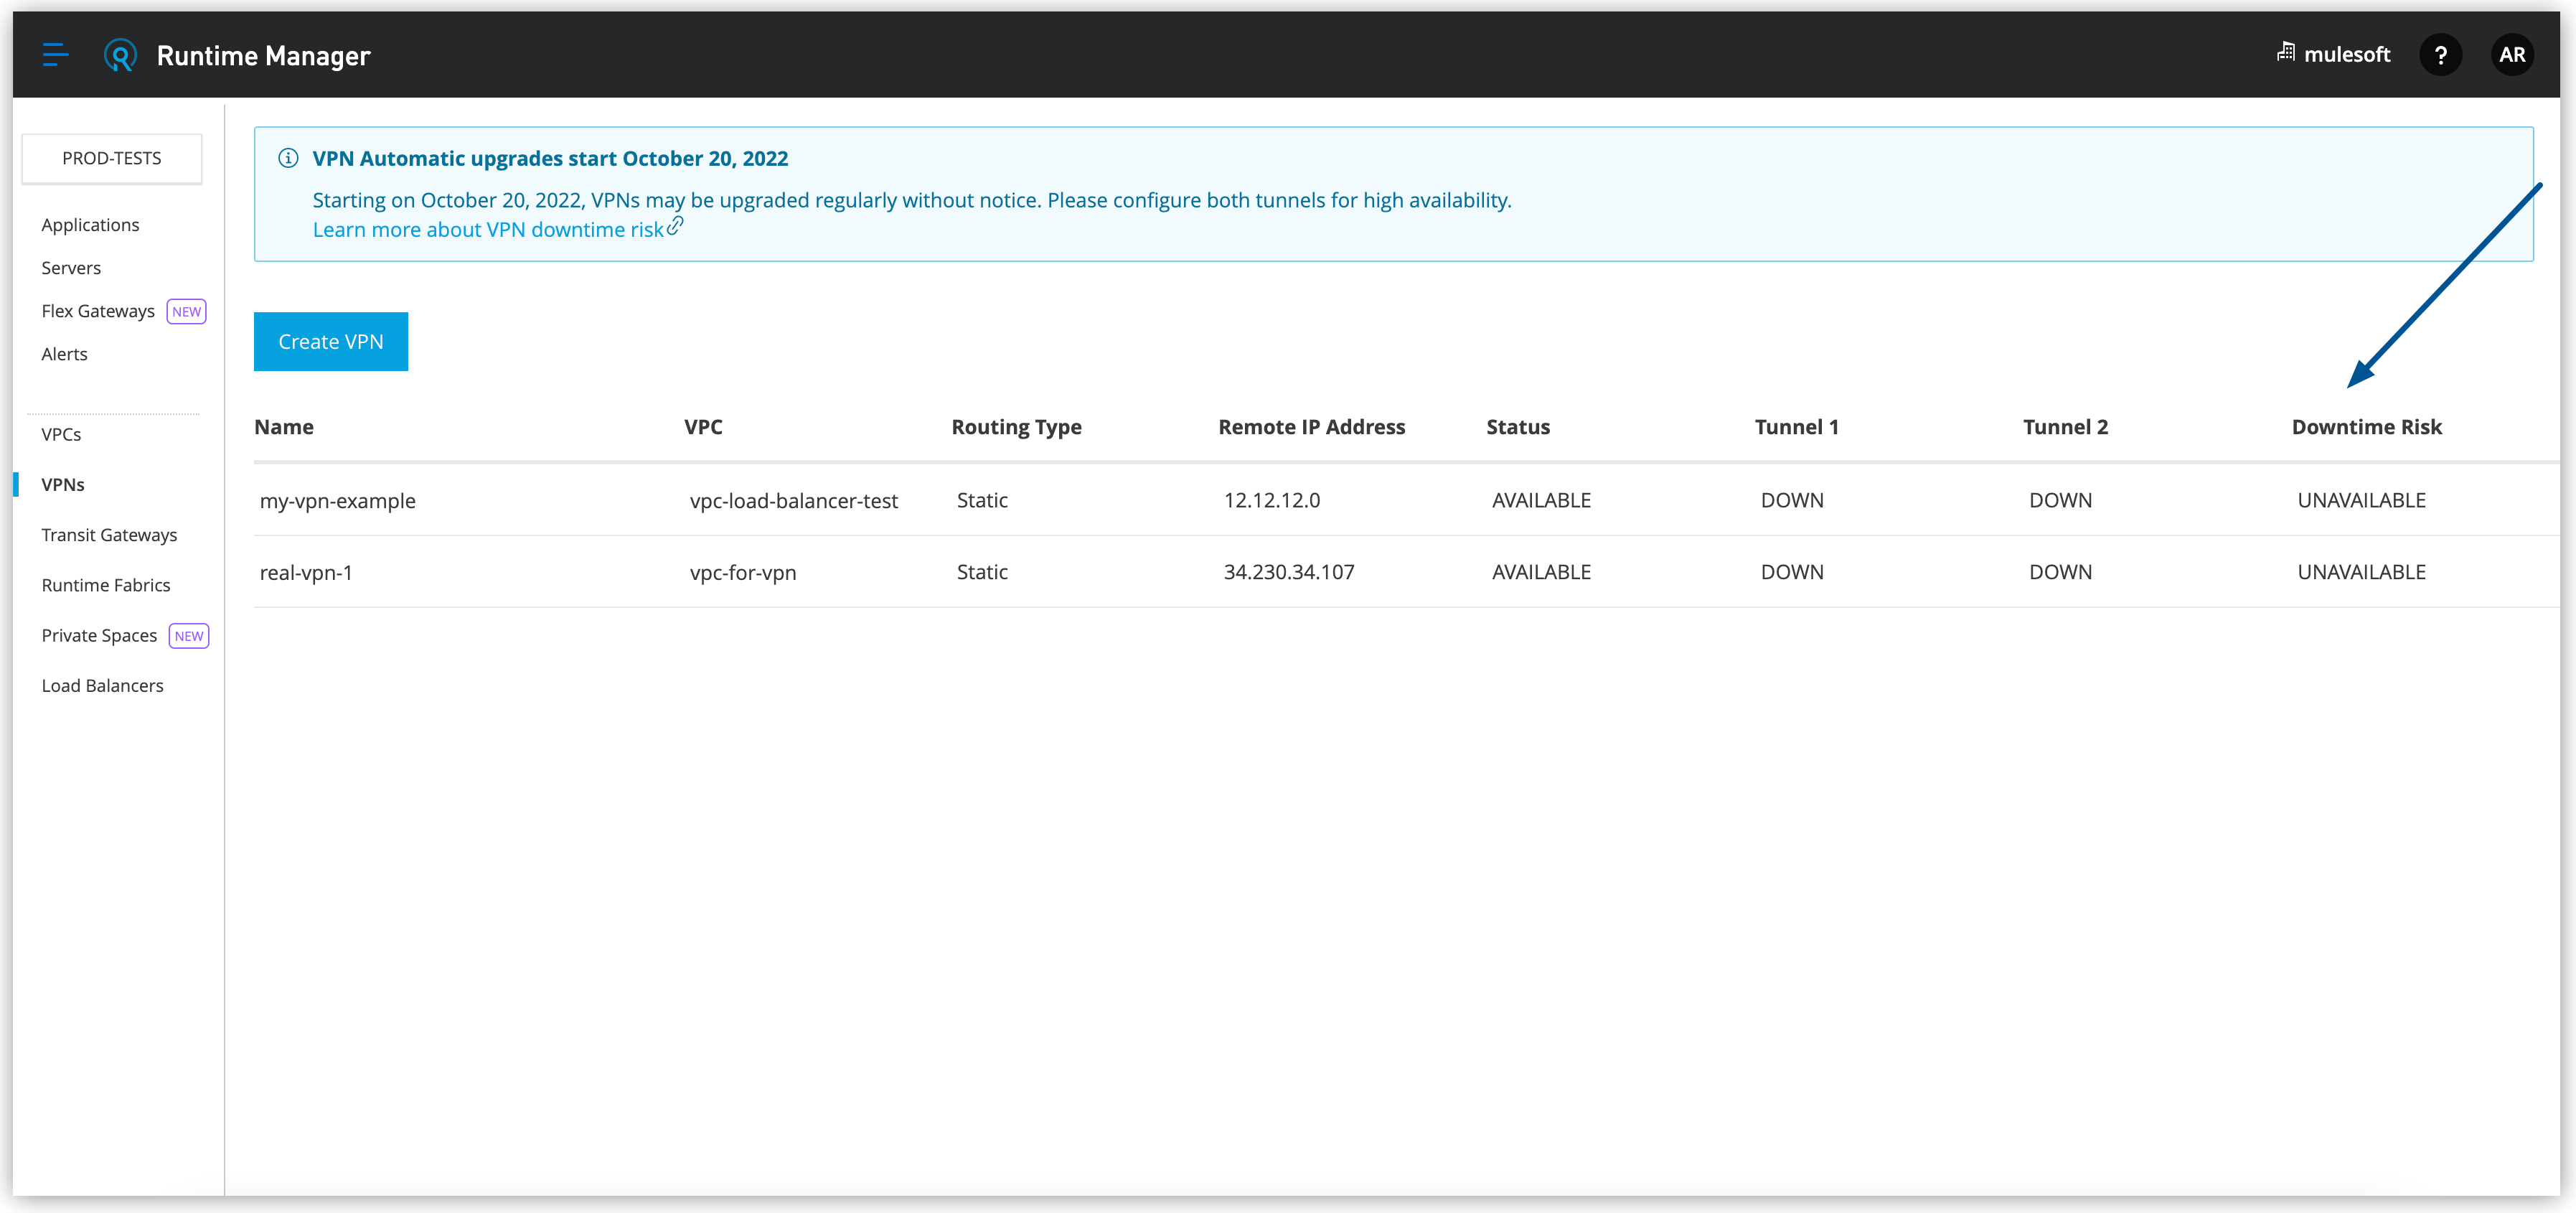 Runtime Manager
mulesoft
?
AR
PROD-TESTS
Applications
Servers
Flex Gateways NEW
Alerts
VPCs
VPNs
Transit Gateways
Runtime Fabrics
Private Spaces NEW
Load Balancers
VPN Automatic upgrades start October 20, 2022
Starting on October 20, 2022, VPNs may be upgraded regularly without notice. Please configure both tunnels for high availability.
Learn more about VPN downtime risk
Create VPN
Name VPC Routing Type Remote IP Address Status Tunnel 1 Tunnel 2 Downtime Risk
my-vpn-example vpc-load-balancer-test Static 12.12.12.0 AVAILABLE DOWN DOWN UNAVAILABLE
real-vpn-1 vpc-for-vpn Static 34.230.34.107 AVAILABLE DOWN DOWN UNAVAILABLE